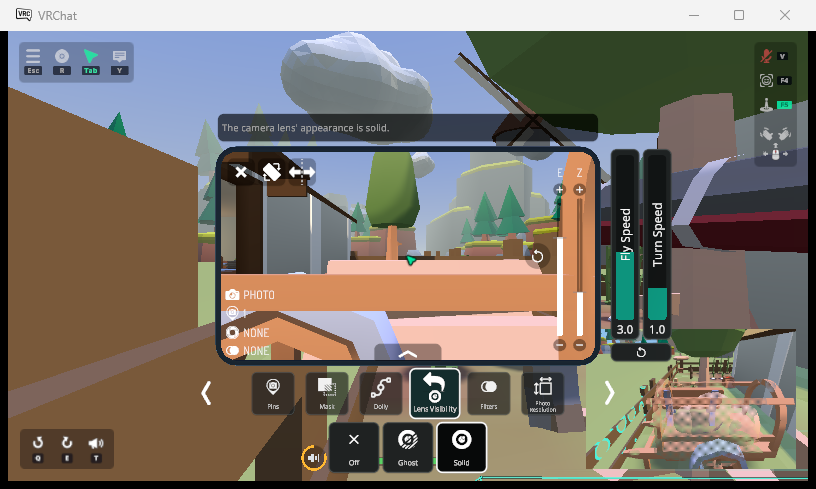 VRChat
Esc
R
Tab
Y
V
F4
F5
The camera lens' appearance is solid.
E
Z
PHOTO
NONE
NONE
Fly Speed
Turn Speed
3.0
1.0
Pins
Mask
Dolly
Lens Visibility
Filters
Photo
Resolution
Off
Ghost
Solid
Q
E
T